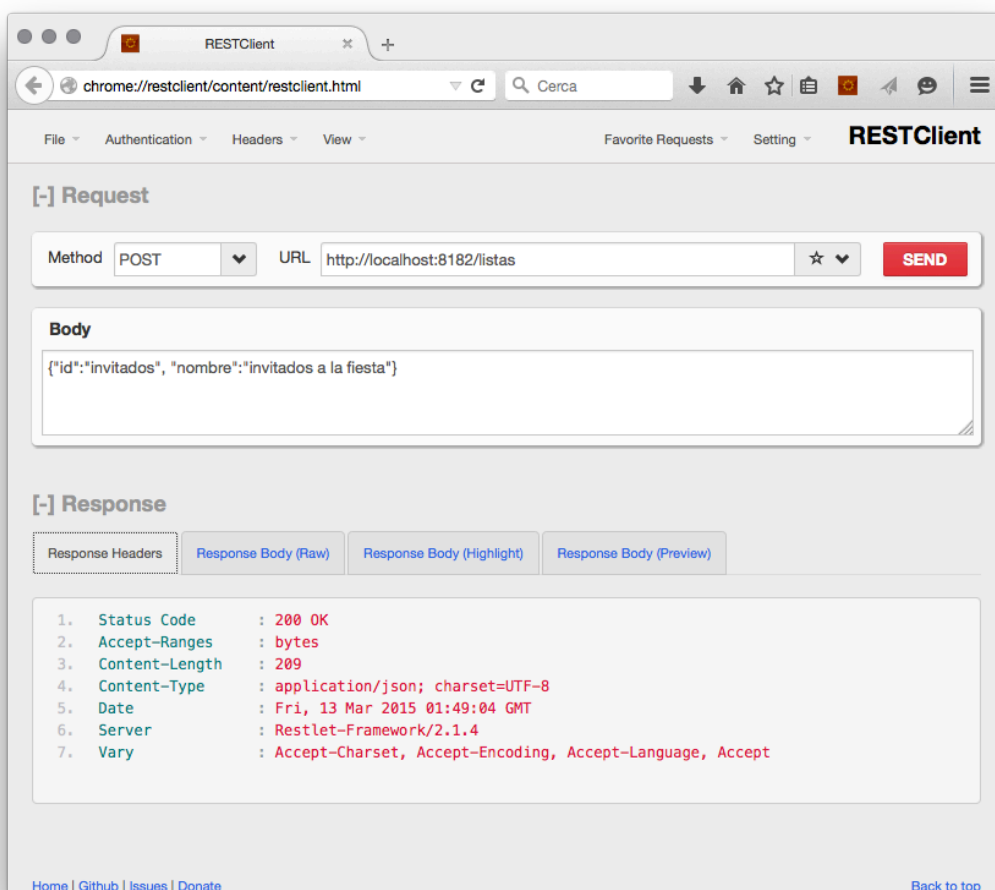 RESTClient
chrome://restclient/content/restclient.html
Cerca
File Authentication Headers View Favorite Requests Setting RESTClient
[-] Request
Method POST URL http://localhost:8182/listas SEND
Body
{"id":"invitados", "nombre":"invitados a la fiesta"}
[-] Response
Response Headers Response Body (Raw) Response Body (Highlight) Response Body (Preview)
1. Status Code : 200 OK
2. Accept-Ranges : bytes
3. Content-Length : 209
4. Content-Type : application/json; charset=UTF-8
5. Date : Fri, 13 Mar 2015 01:49:04 GMT
6. Server : Restlet-Framework/2.1.4
7. Vary : Accept-Charset, Accept-Encoding, Accept-Language, Accept
Home | Github | Issues | Donate Back to top